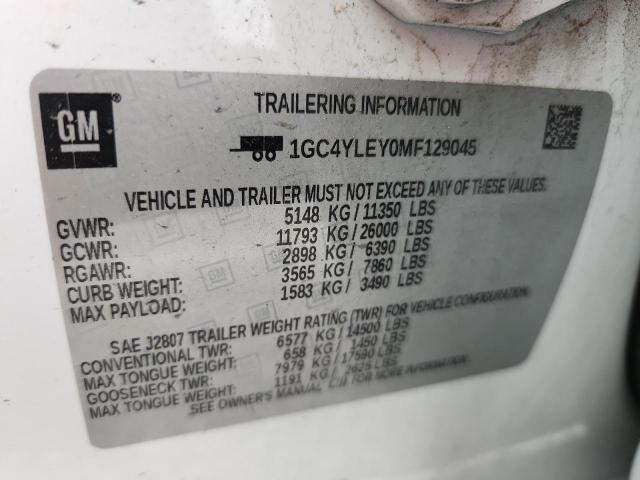 GM
TRAILERING INFORMATION
1GC4YLEY0MF129045
VEHICLE AND TRAILER MUST NOT EXCEED ANY OF THESE VALUES.
GVWR: 5148 KG / 11350 LBS
GCWR: 11793 KG / 26000 LBS
RGAWR: 2898 KG / 6390 LBS
CURB WEIGHT: 3565 KG / 7860 LBS
MAX PAYLOAD: 1583 KG / 3490 LBS
SAE J2807 TRAILER WEIGHT RATING (TWR) FOR VEHICLE CONFIGURATION:
CONVENTIONAL TWR: 6577 KG / 14500 LBS
MAX TONGUE WEIGHT: 658 KG / 1450 LBS
GOOSENECK TWR: 7979 KG / 17590 LBS
MAX TONGUE WEIGHT: 1191 KG / 2625 LBS
SEE OWNER'S MANUAL FOR MORE INFORMATION